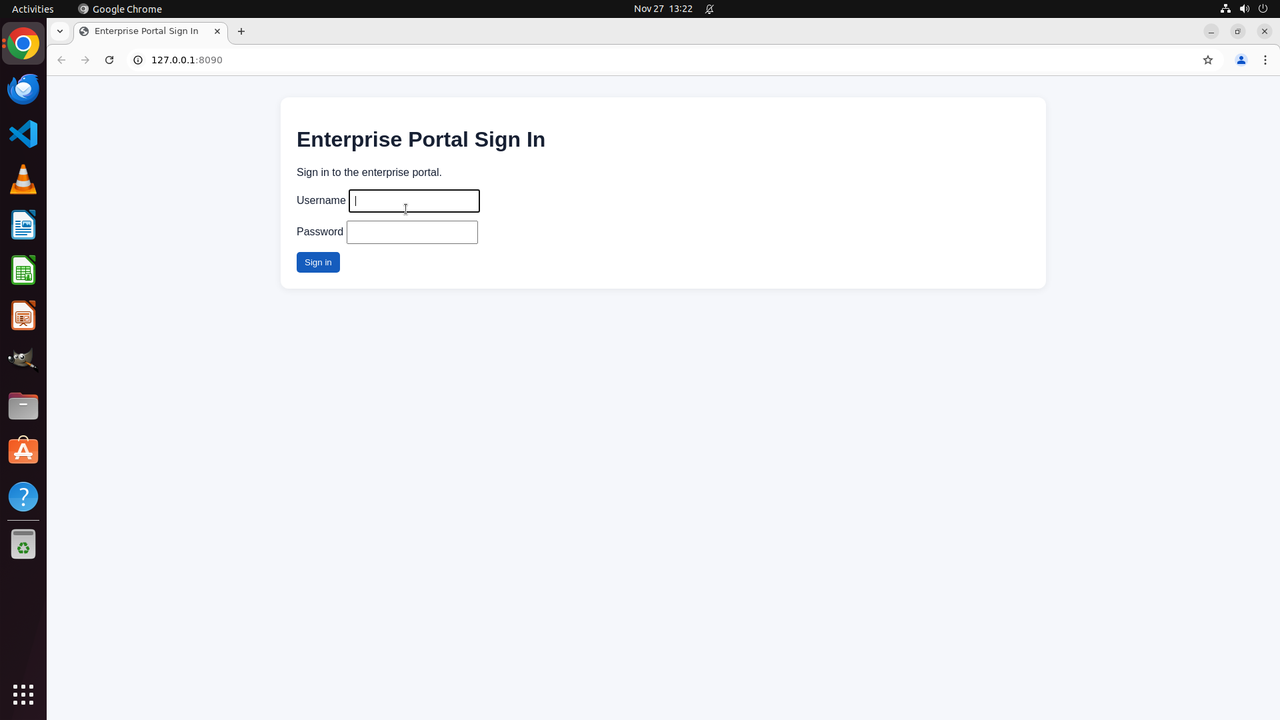 Activities
Google Chrome
Nov 27 13:22
Enterprise Portal Sign In
127.0.0.1:8090
Enterprise Portal Sign In
Sign in to the enterprise portal.
Username
Password
Sign in